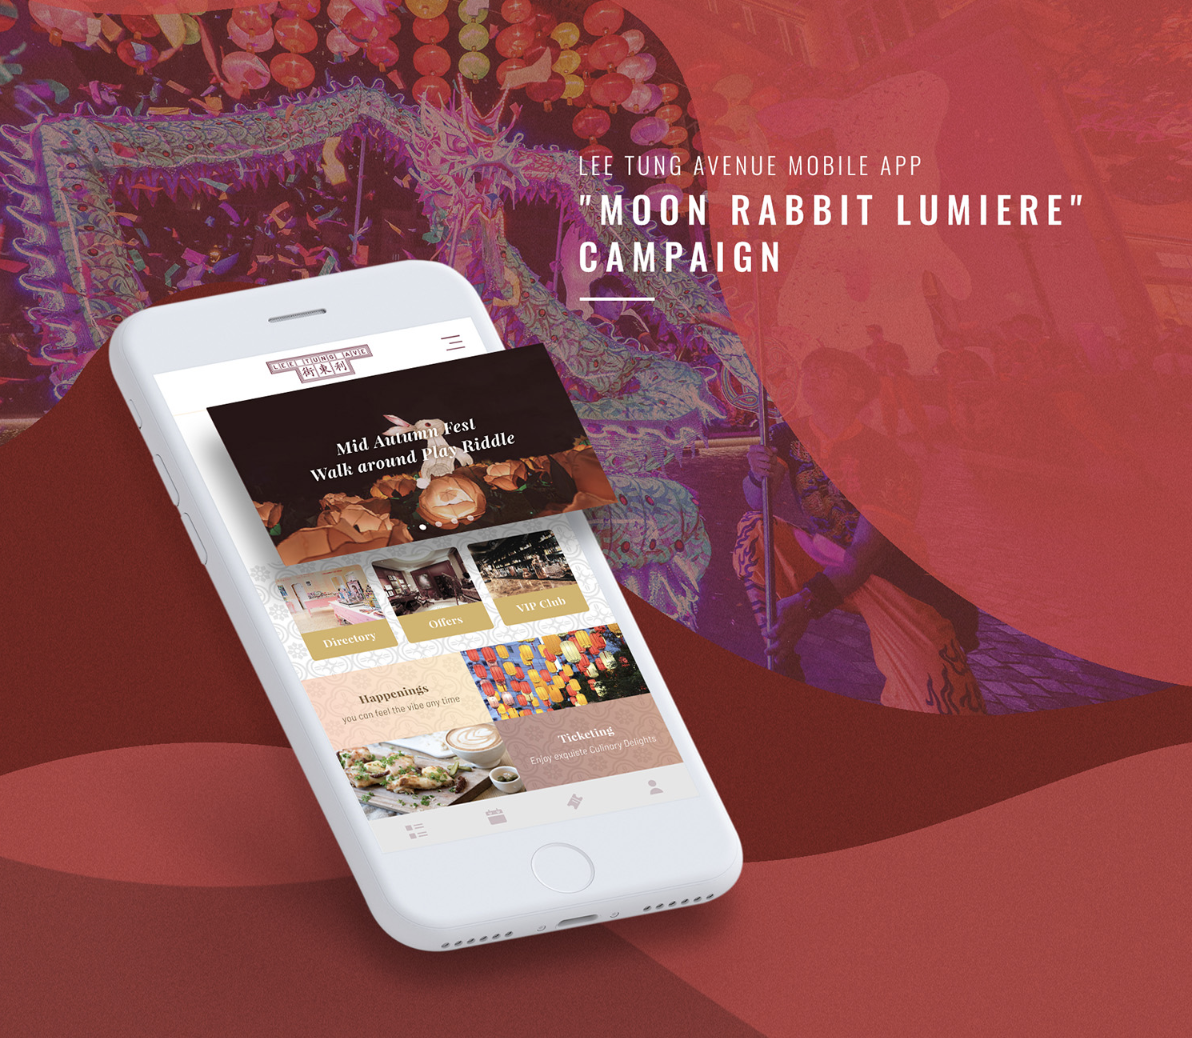 LEE TUNG AVENUE MOBILE APP
"MOON RABBIT LUMIERE"
CAMPAIGN
LEE TUNG AVE
街東利
Mid Autumn Fest
Walk around Play Riddle
Directory
Offers
VIP Club
Happenings
you can feel the vibe any time
Ticketing
Enjoy exquisite Culinary Delights